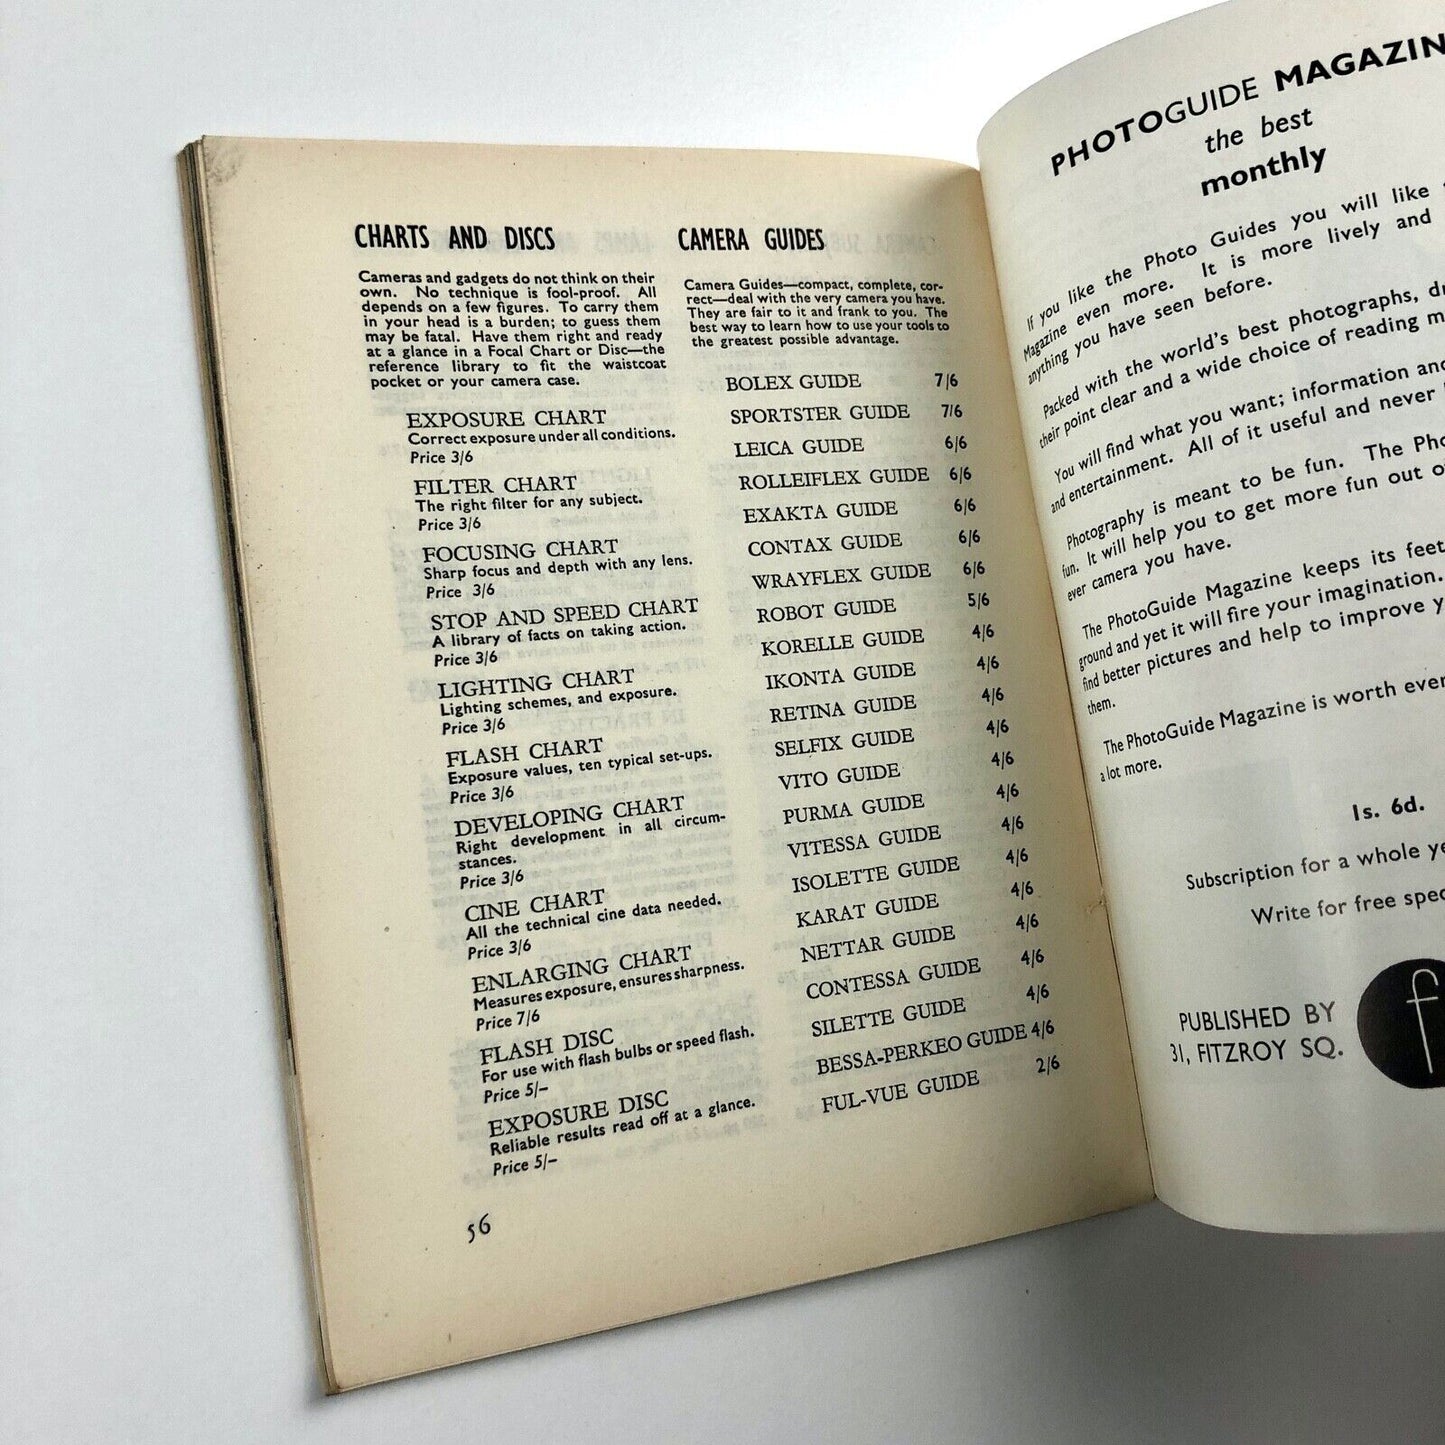 CHARTS AND DISCS
Cameras and gadgets do not think on their
own. No technique is fool-proof. All
depends on a few figures. To carry them
in your head is a burden; to guess them
may be fatal. Have them right and ready
at a glance in a Focal Chart or Disc—the
reference library to fit the waistcoat
pocket or your camera case.
EXPOSURE CHART
Correct exposure under all conditions.
Price 3/6
FILTER CHART
The right filter for any subject.
Price 3/6
FOCUSING CHART
Sharp focus and depth with any lens.
Price 3/6
STOP AND SPEED CHART
A library of facts on taking action.
Price 3/6
LIGHTING CHART
Lighting schemes, and exposure.
Price 3/6
FLASH CHART
Exposure values, ten typical set-ups.
Price 3/6
DEVELOPING CHART
Right development in all circum-
stances.
Price 3/6
CINE CHART
All the technical cine data needed.
Price 3/6
ENLARGING CHART
Measures exposure, ensures sharpness.
Price 7/6
FLASH DISC
For use with flash bulbs or speed flash.
Price 5/–
EXPOSURE DISC
Reliable results read off at a glance.
Price 5/–
56
CAMERA GUIDES
Camera Guides—compact, complete, cor-
rect—deal with the very camera you have.
They are fair to it and frank to you. The
best way to learn how to use your tools to
the greatest possible advantage.
BOLEX GUIDE 7/6
SPORTSTER GUIDE 7/6
LEICA GUIDE 6/6
ROLLEIFLEX GUIDE 6/6
EXAKTA GUIDE 6/6
CONTAX GUIDE 6/6
WRAYFLEX GUIDE 6/6
ROBOT GUIDE 5/6
KORELLE GUIDE 4/6
IKONTA GUIDE 4/6
RETINA GUIDE 4/6
SELFIX GUIDE 4/6
VITO GUIDE 4/6
PURMA GUIDE 4/6
VITESSA GUIDE 4/6
ISOLETTE GUIDE 4/6
KARAT GUIDE 4/6
NETTAR GUIDE 4/6
CONTESSA GUIDE 4/6
SILETTE GUIDE 4/6
BESSA-PERKEO GUIDE 4/6
FUL-VUE GUIDE 2/6
PHOTOGUIDE MAGAZIN
the best
monthly
If you like the Photo Guides you will like
Magazine even more. It is more lively and
anything you have seen before.
Packed with the world's best photographs, dr
their point clear and a wide choice of reading m
You will find what you want; information and
and entertainment. All of it useful and never
Photography is meant to be fun. The Pho
fun. It will help you to get more fun out o
ever camera you have.
The PhotoGuide Magazine keeps its feet
ground and yet it will fire your imagination.
find better pictures and help to improve y
them.
The PhotoGuide Magazine is worth ever
a lot more.
1s. 6d.
Subscription for a whole ye
Write for free spec
PUBLISHED BY
31, FITZROY SQ.
f